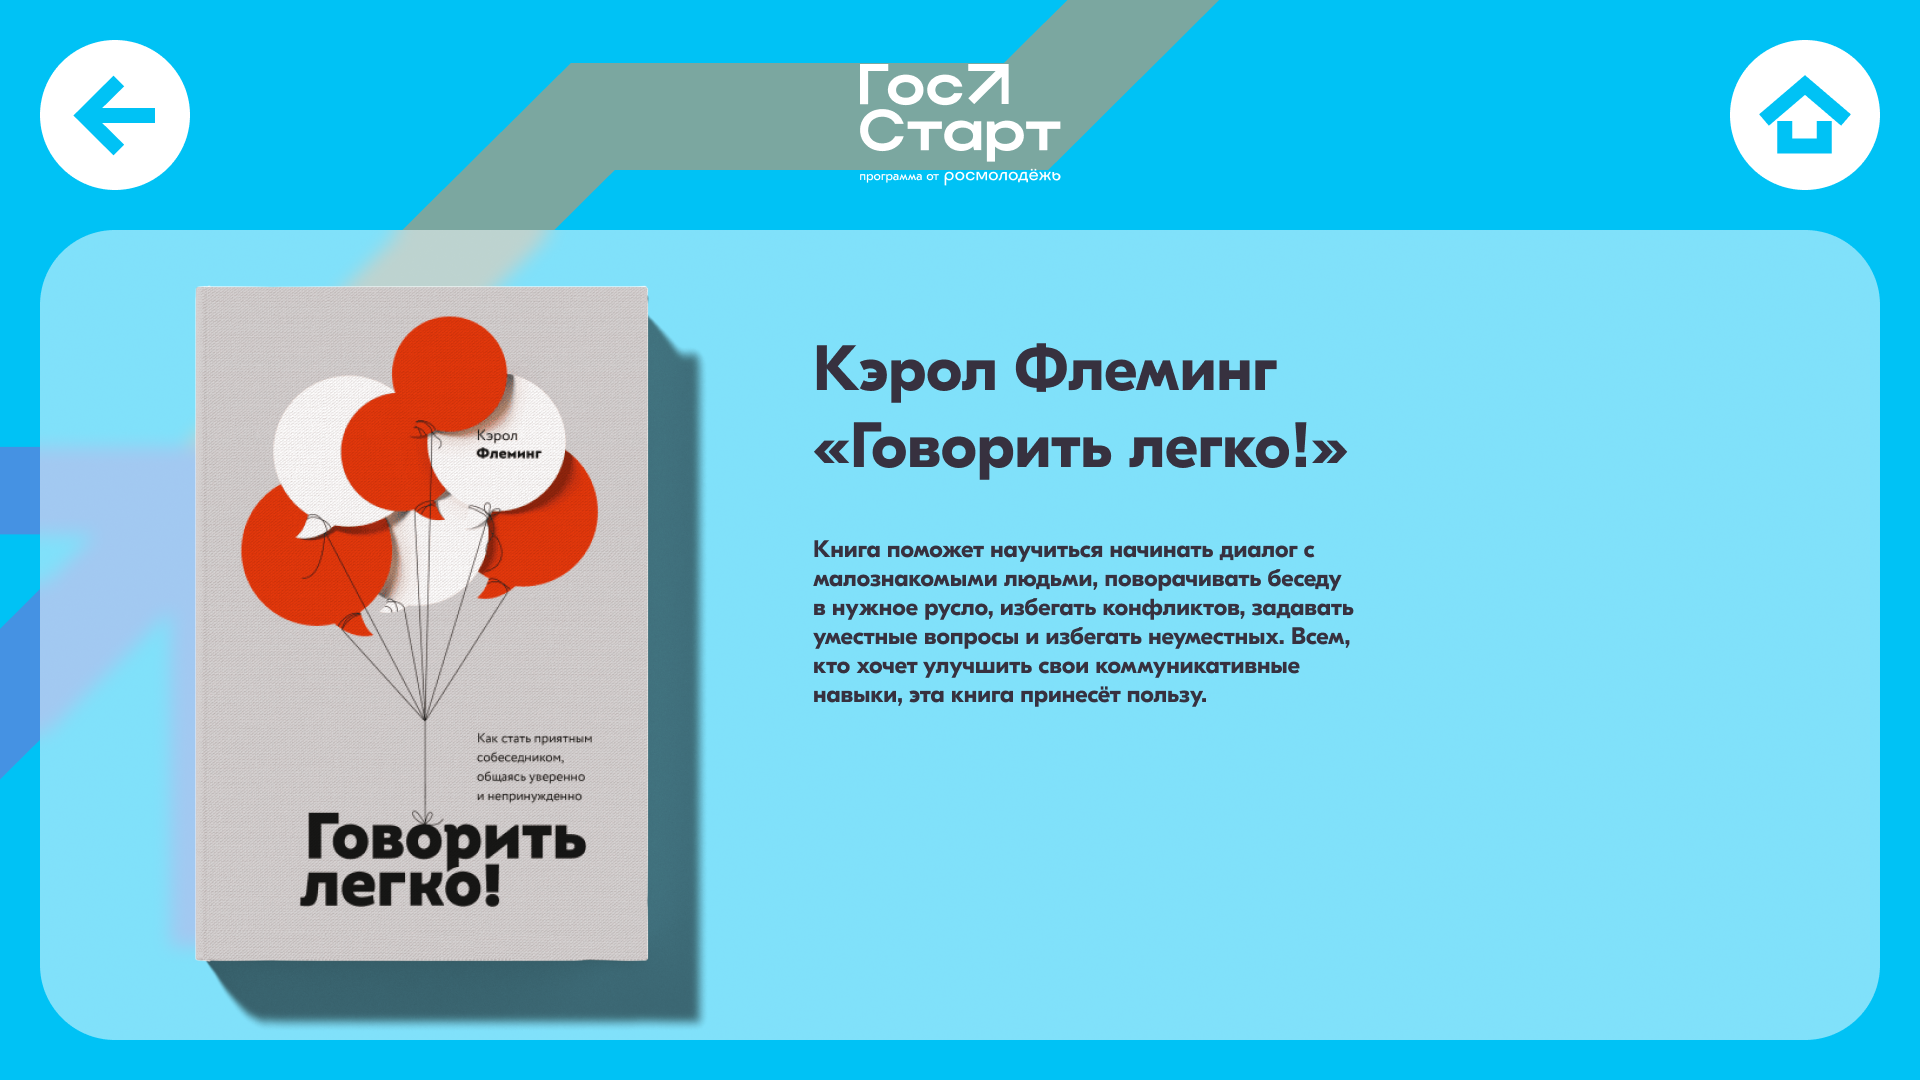 Гос
Старт
программа от росмолодёжь
Кэрол
Флеминг
Как стать приятным
собеседником,
общаясь уверенно
и непринужденно
Говорить
легко!
Кэрол Флеминг
«Говорить легко!»
Книга поможет научиться начинать диалог с
малознакомыми людьми, поворачивать беседу
в нужное русло, избегать конфликтов, задавать
уместные вопросы и избегать неуместных. Всем,
кто хочет улучшить свои коммуникативные
навыки, эта книга принесёт пользу.